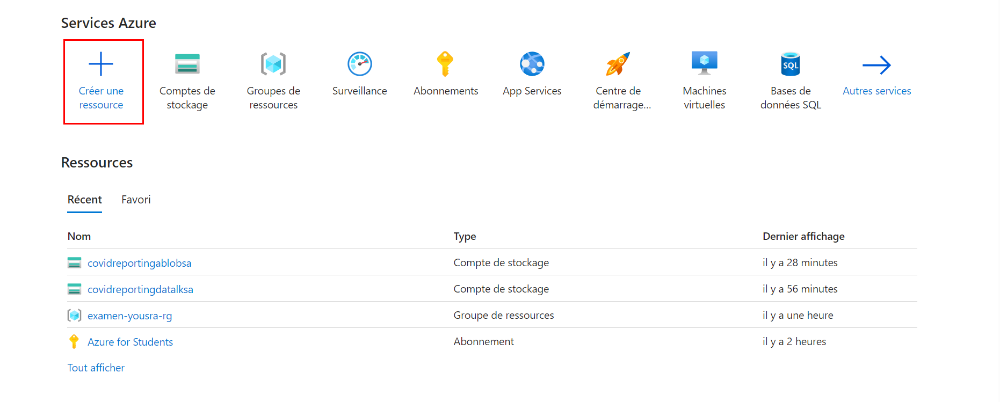 Services Azure
Créer une
ressource
Comptes de
stockage
Groupes de
ressources
Surveillance
Abonnements
App Services
Centre de
démarrage...
Machines
virtuelles
SQL
Bases de
données SQL
Autres services
Ressources
Récent Favori
Nom Type Dernier affichage
covidreportingablobsa Compte de stockage il y a 28 minutes
covidreportingdatalksa Compte de stockage il y a 56 minutes
examen-yousra-rg Groupe de ressources il y a une heure
Azure for Students Abonnement il y a 2 heures
Tout afficher